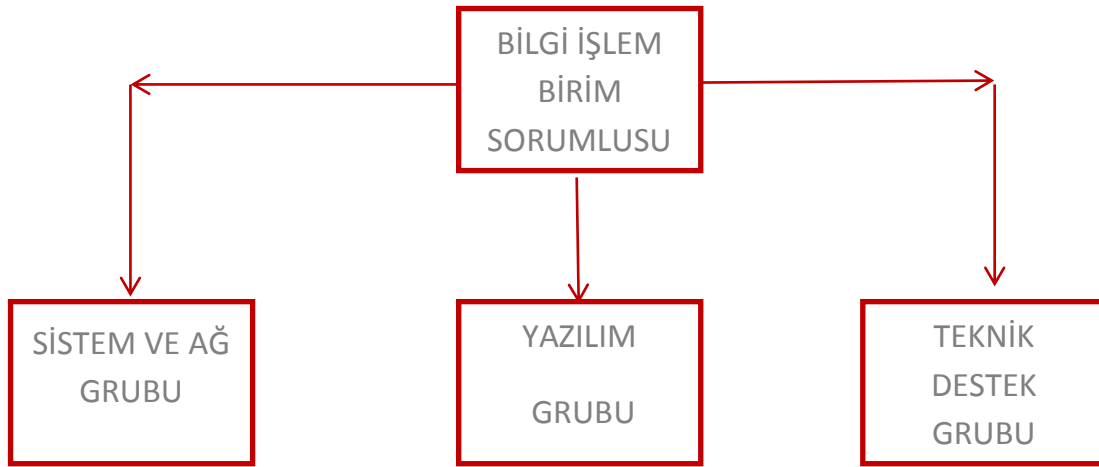 BİLGİ İŞLEM
BİRİM
SORUMLUSU
SİSTEM VE AĞ
GRUBU
YAZILIM
GRUBU
TEKNİK
DESTEK
GRUBU